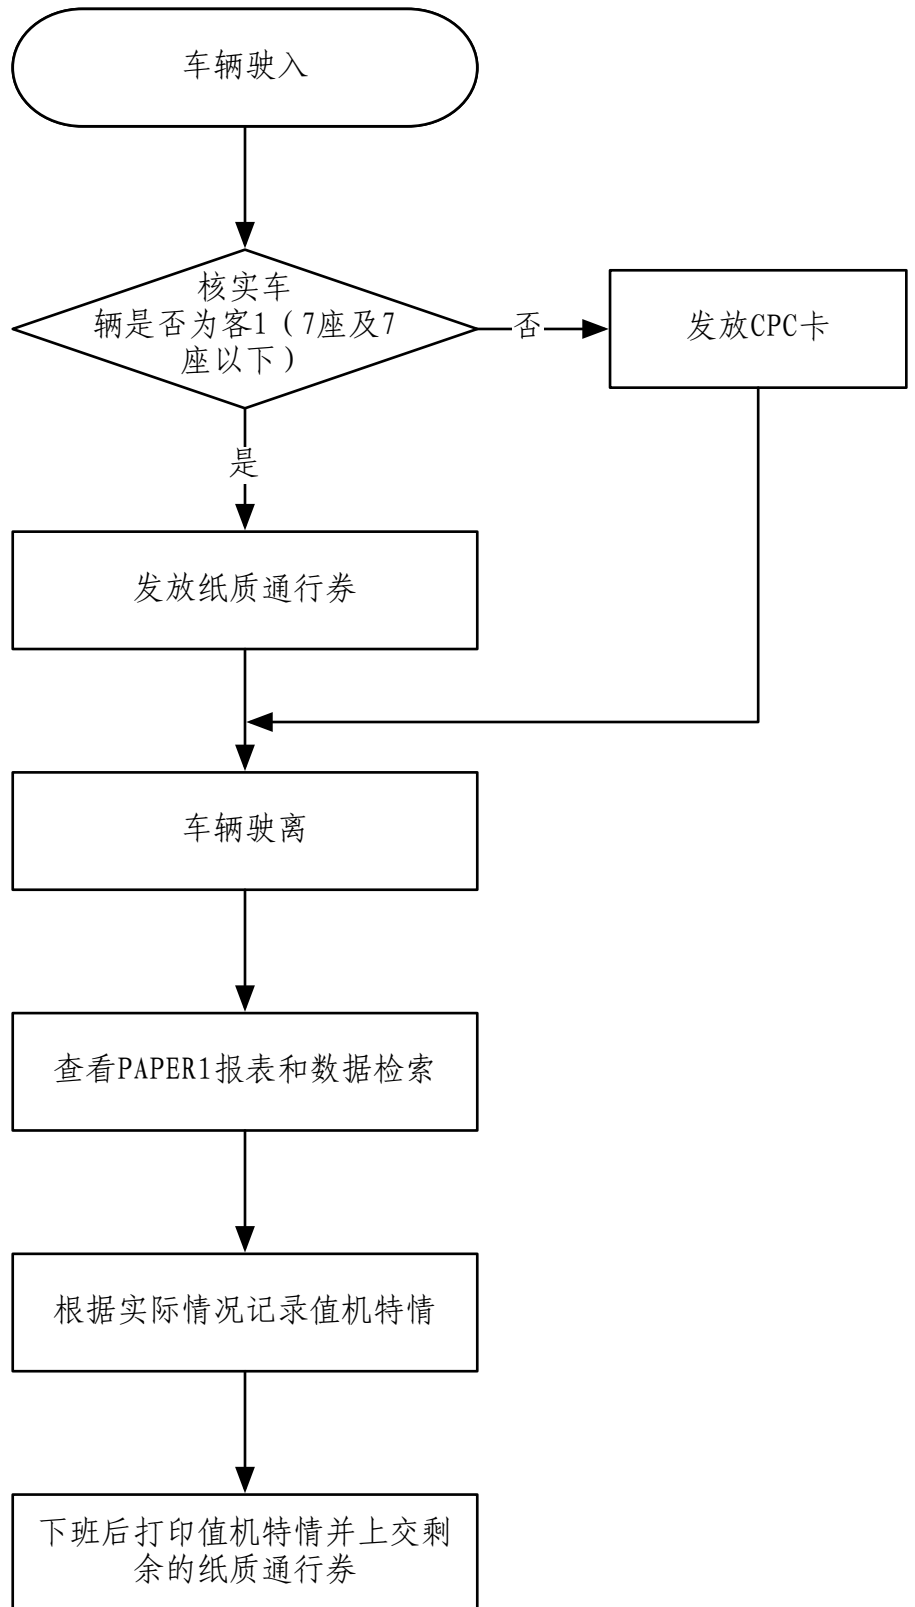 车辆驶入
核实车
辆是否为客1（7座及7
座以下）
否
发放CPC卡
是
发放纸质通行券
车辆驶离
查看PAPER1报表和数据检索
根据实际情况记录值机特情
下班后打印值机特情并上交剩
余的纸质通行券